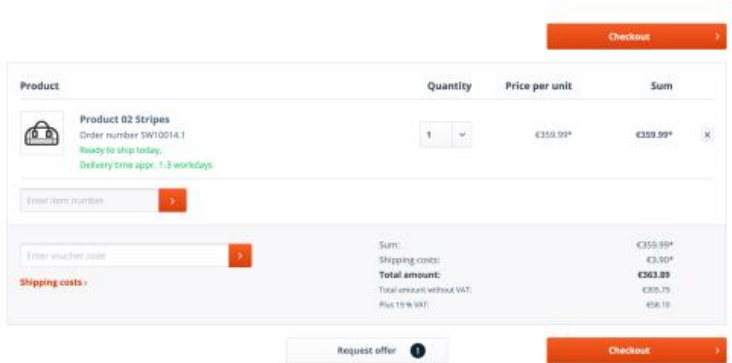 Checkout
Product Quantity Price per unit Sum
Product 02 Stripes
Order number SW10014.1
Ready to ship today,
Delivery time appr. 1-3 workdays
1 €359.99* €359.99*
Enter item number
Enter voucher code
Shipping costs
Sum: €359.99*
Shipping costs: €3.90*
Total amount: €363.89
Total amount without VAT: €305.79
Plus 19 % VAT: €58.10
Request offer 1
Checkout